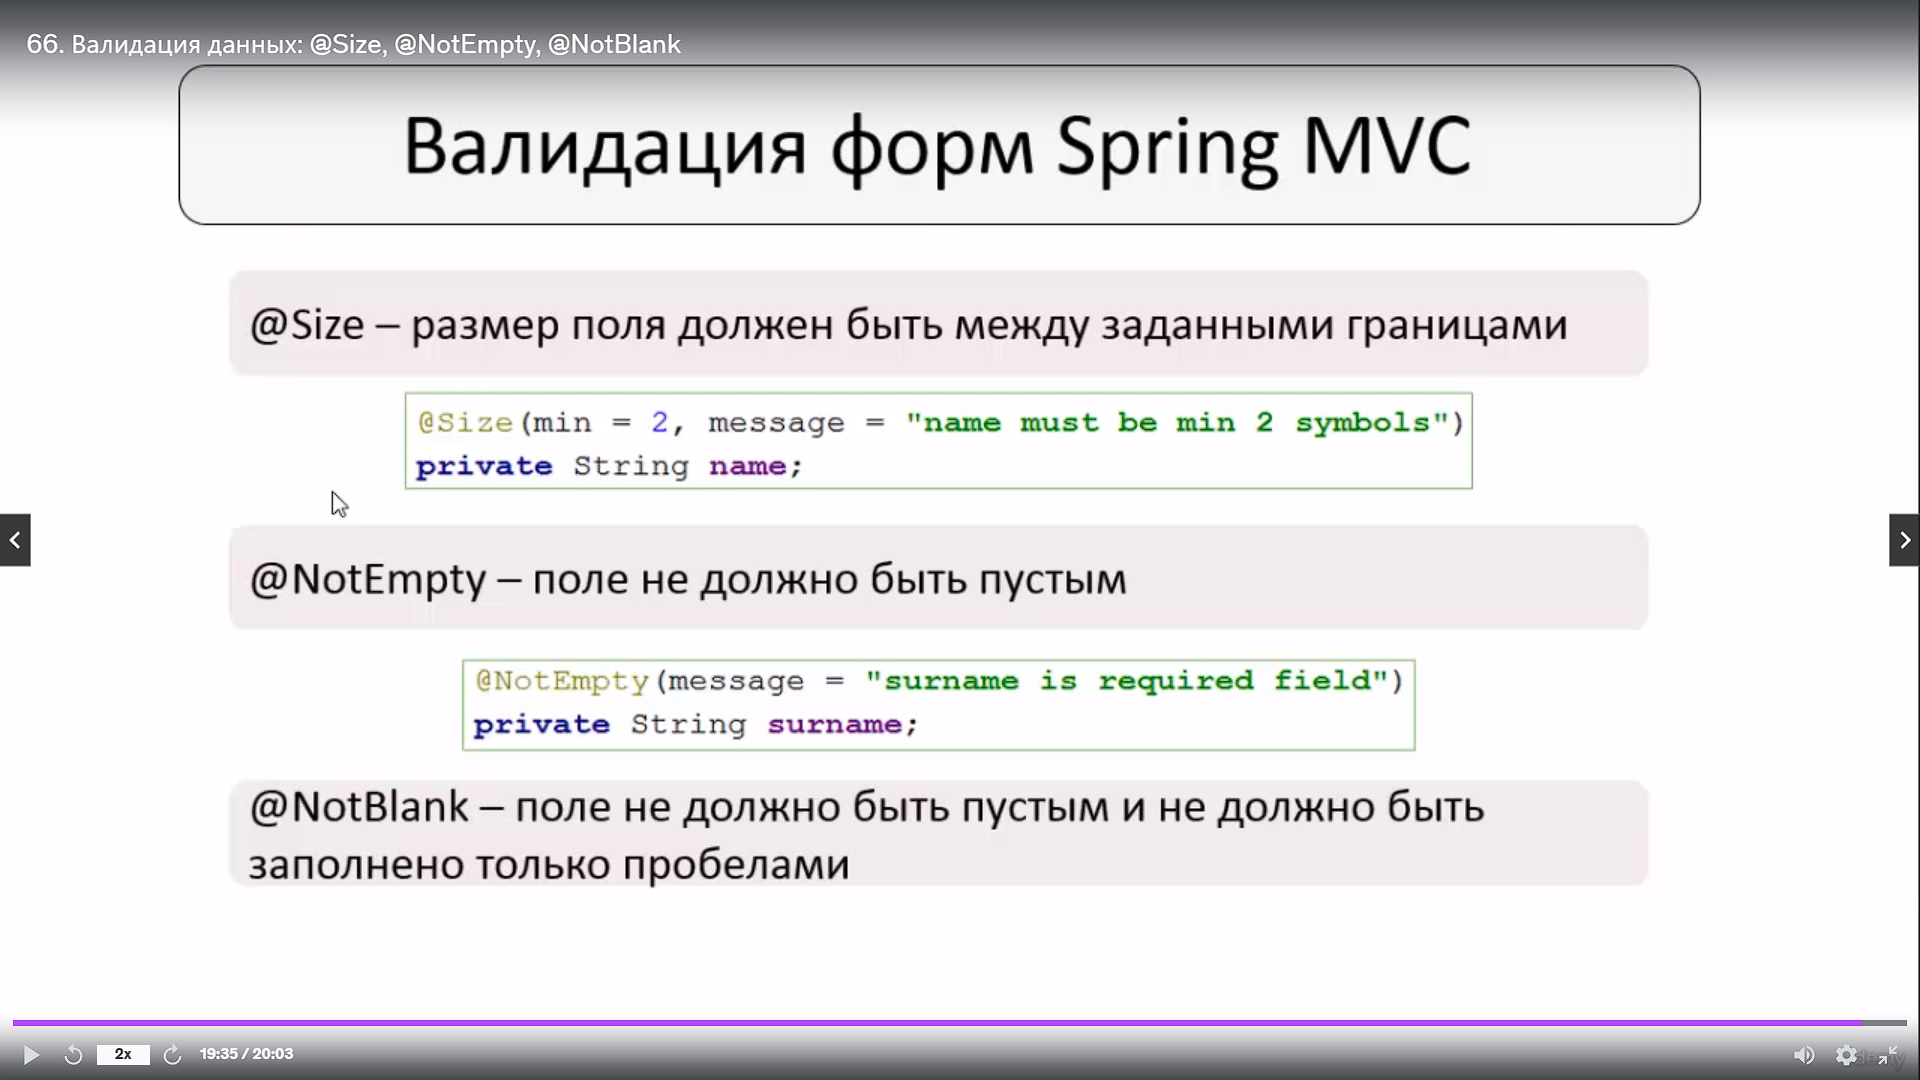 66. Валидация данных: @Size, @NotEmpty, @NotBlank
Валидация форм Spring MVC
@Size – размер поля должен быть между заданными границами
@Size(min = 2, message = "name must be min 2 symbols")
private String name;
@NotEmpty – поле не должно быть пустым
@NotEmpty(message = "surname is required field")
private String surname;
@NotBlank – поле не должно быть пустым и не должно быть
заполнено только пробелами
2x
19:35 / 20:03